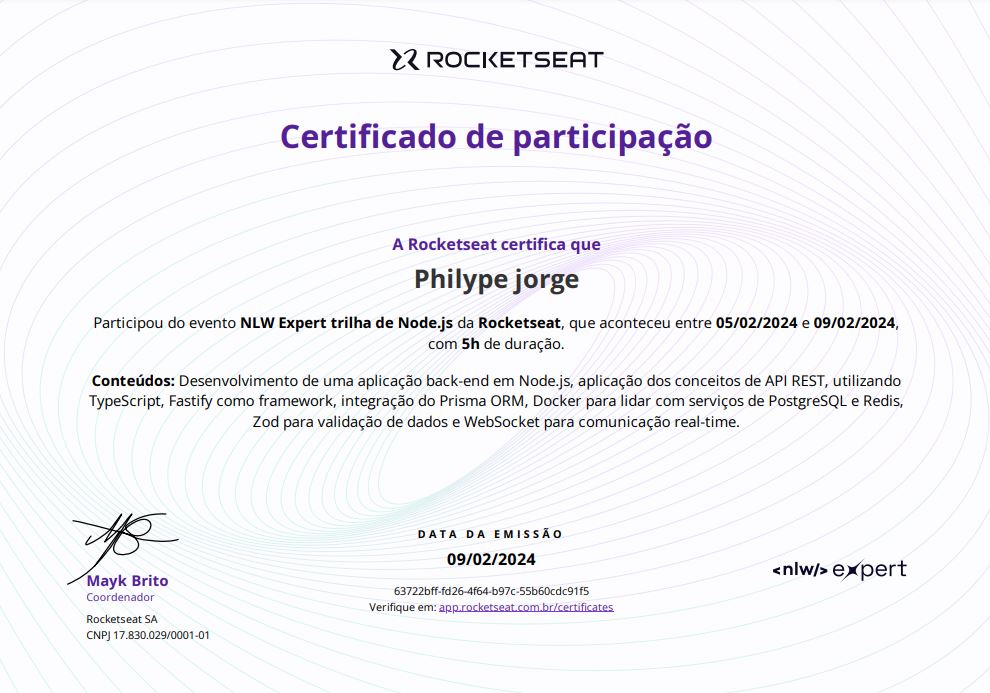 ROCKETSEAT
Certificado de participação
A Rocketseat certifica que
Philype jorge
Participou do evento NLW Expert trilha de Node.js da Rocketseat, que aconteceu entre 05/02/2024 e 09/02/2024,
com 5h de duração.
Conteúdos: Desenvolvimento de uma aplicação back-end em Node.js, aplicação dos conceitos de API REST, utilizando
TypeScript, Fastify como framework, integração do Prisma ORM, Docker para lidar com serviços de PostgreSQL e Redis,
Zod para validação de dados e WebSocket para comunicação real-time.
Mayk Brito
Coordenador
Rocketseat SA
CNPJ 17.830.029/0001-01
DATA DA EMISSÃO
09/02/2024
63722bff-fd26-4f64-b97c-55b60cdc91f5
Verifique em: app.rocketseat.com.br/certificates
<nlw/> expert